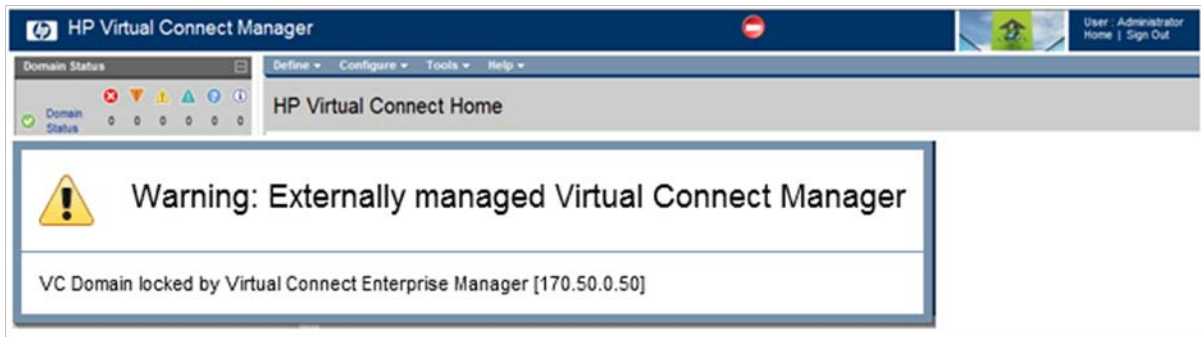 hp HP Virtual Connect Manager
User : Administrator
Home | Sign Out
Domain Status
Define Configure Tools Help
Domain Status 0 0 0 0 0 0
HP Virtual Connect Home
Warning: Externally managed Virtual Connect Manager
VC Domain locked by Virtual Connect Enterprise Manager [170.50.0.50]